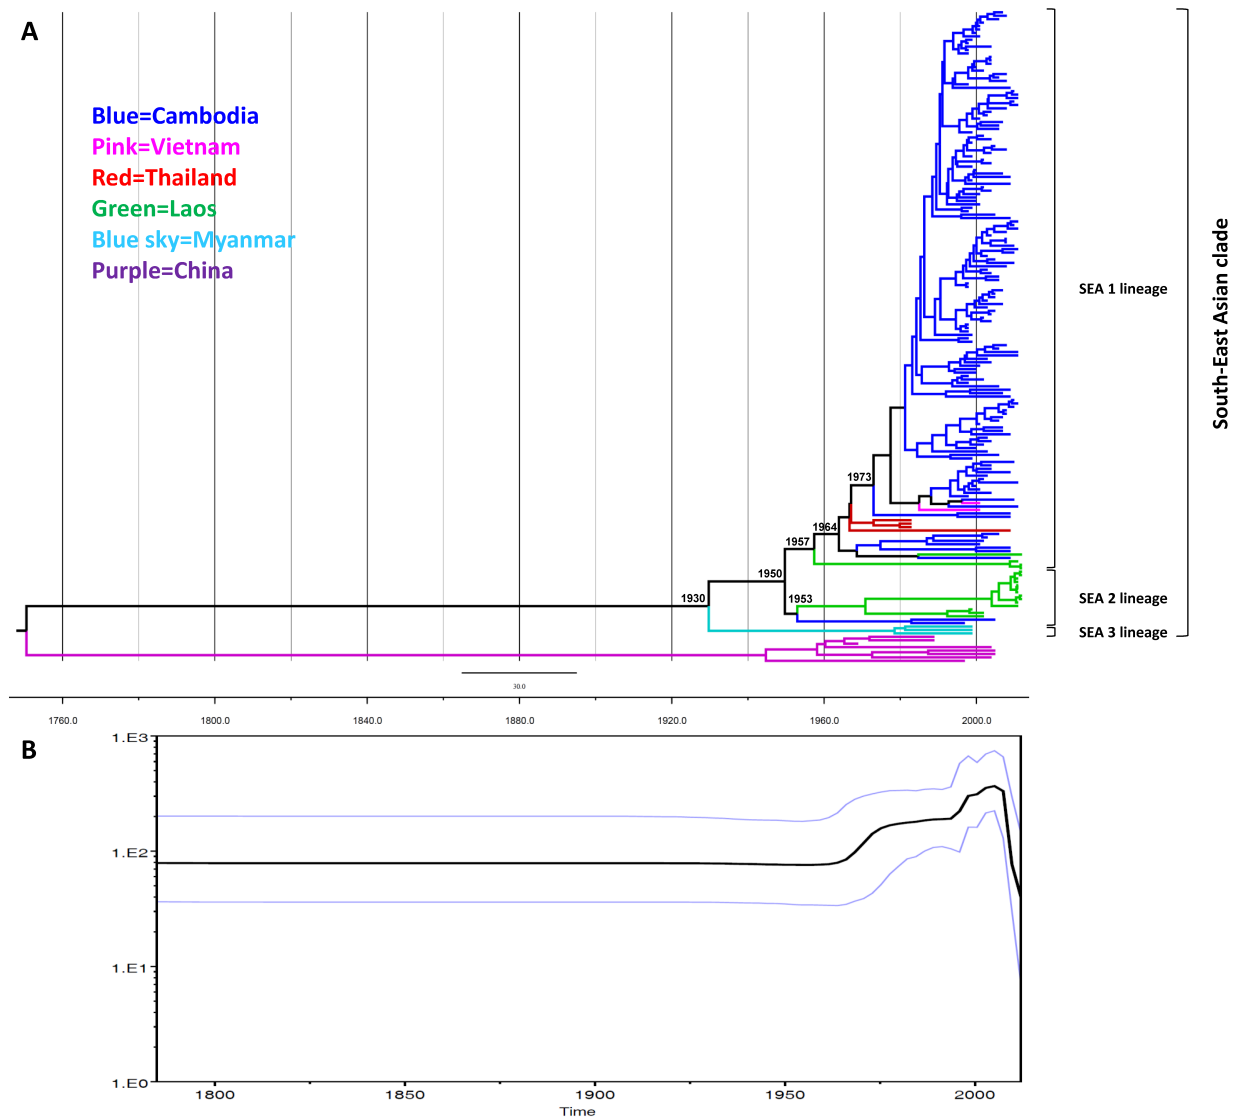 A
Blue=Cambodia
Pink=Vietnam
Red=Thailand
Green=Laos
Blue sky=Myanmar
Purple=China
SEA 1 lineage
South-East Asian clade
1973
1964
1957
1950
1930
1953
SEA 2 lineage
SEA 3 lineage
30.0
1760.0 1800.0 1840.0 1880.0 1920.0 1960.0 2000.0
B
1.E3
1.E2
1.E1
1.E0
1800 1850 1900 1950 2000
Time